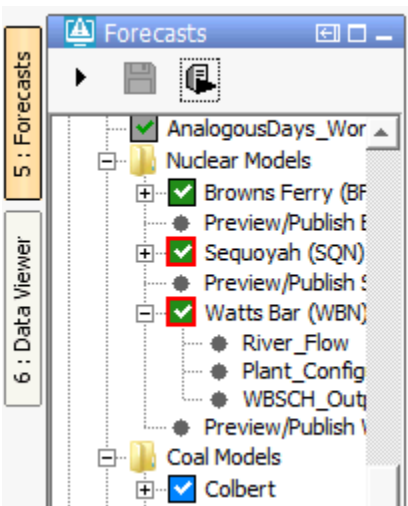 Forecasts
5 : Forecasts
6 : Data Viewer
AnalogousDays_Wor
Nuclear Models
Browns Ferry (BF
Preview/Publish B
Sequoyah (SQN)
Preview/Publish S
Watts Bar (WBN)
River_Flow
Plant_Config
WBSCH_Outp
Preview/Publish W
Coal Models
Colbert